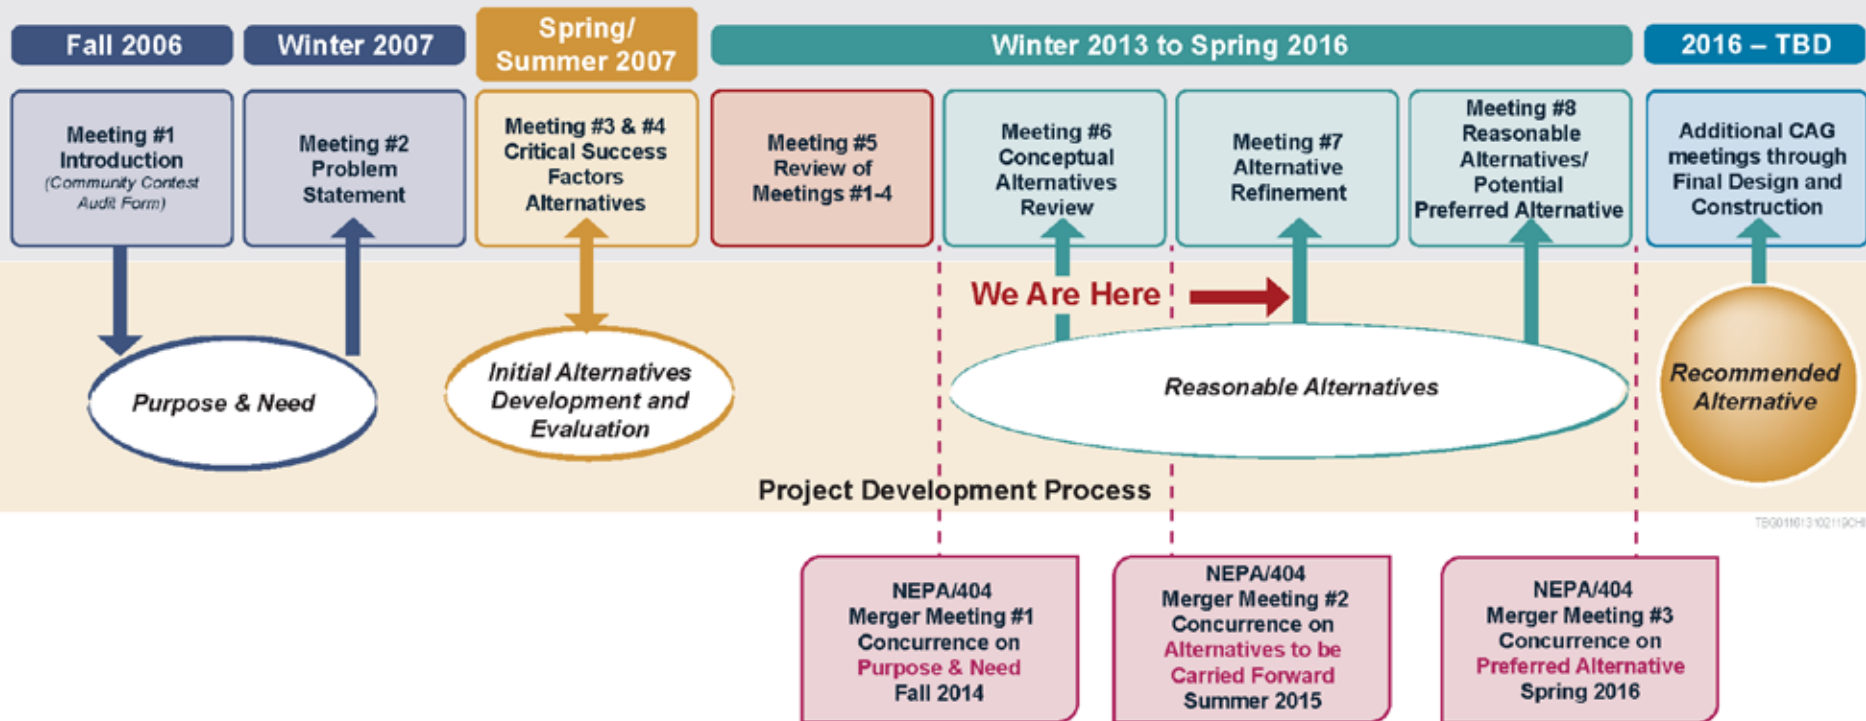 Fall 2006
Winter 2007
Spring/
Summer 2007
Winter 2013 to Spring 2016
2016 – TBD
Meeting #1
Introduction
(Community Contest
Audit Form)
Meeting #2
Problem
Statement
Meeting #3 & #4
Critical Success
Factors
Alternatives
Meeting #5
Review of
Meetings #1-4
Meeting #6
Conceptual
Alternatives
Review
Meeting #7
Alternative
Refinement
Meeting #8
Reasonable
Alternatives/
Potential
Preferred Alternative
Additional CAG
meetings through
Final Design and
Construction
We Are Here
Purpose & Need
Initial Alternatives
Development and
Evaluation
Reasonable Alternatives
Recommended
Alternative
Project Development Process
NEPA/404
Merger Meeting #1
Concurrence on
Purpose & Need
Fall 2014
NEPA/404
Merger Meeting #2
Concurrence on
Alternatives to be
Carried Forward
Summer 2015
NEPA/404
Merger Meeting #3
Concurrence on
Preferred Alternative
Spring 2016